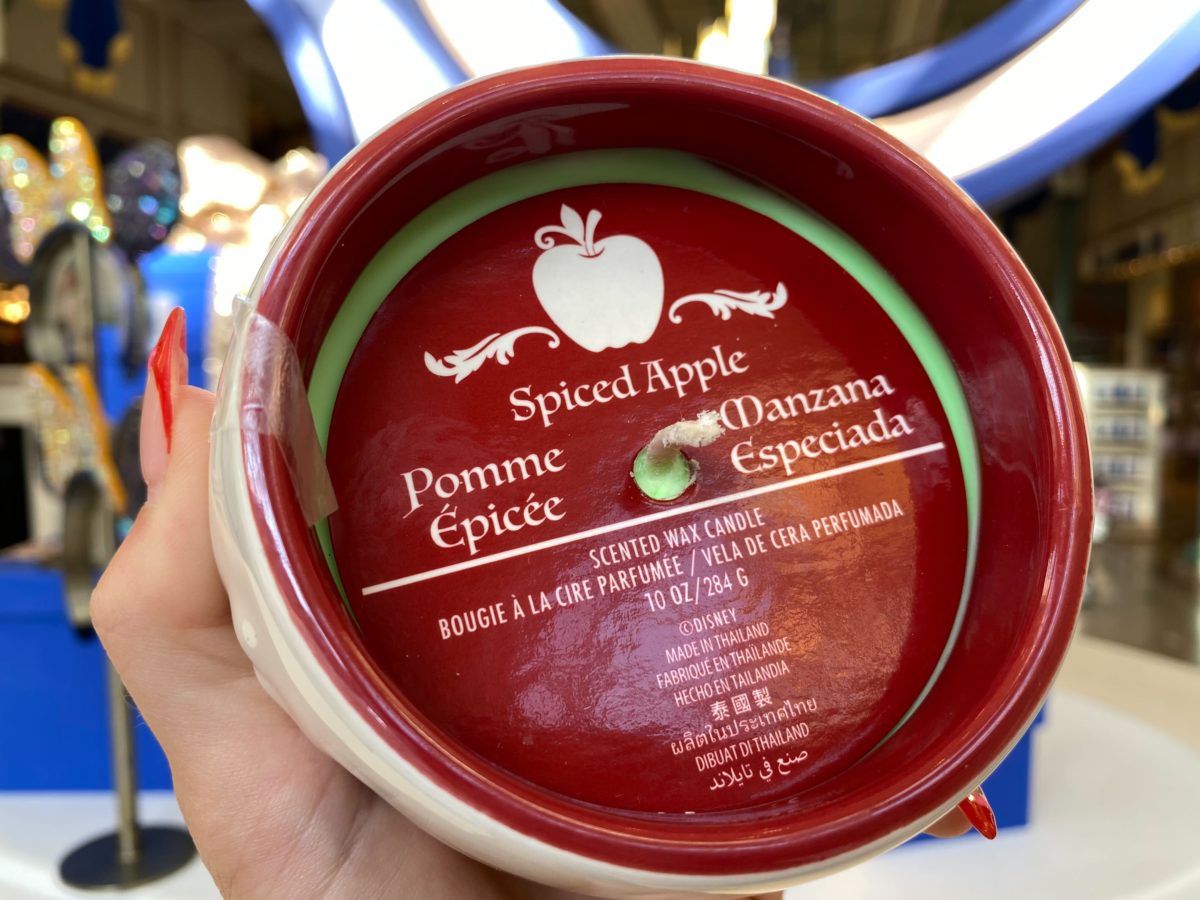 Spiced Apple
Pomme
Épicée
Manzana
Especiada
SCENTED WAX CANDLE
BOUGIE À LA CIRE PARFUMÉE / VELA DE CERA PERFUMADA
10 OZ/284 G
©DISNEY
MADE IN THAILAND
FABRIQUÉ EN THAÏLANDE
HECHO EN TAILANDIA
泰國製
ผลิตในประเทศไทย
DIBUAT DI THAILAND
صنع في تايلاند